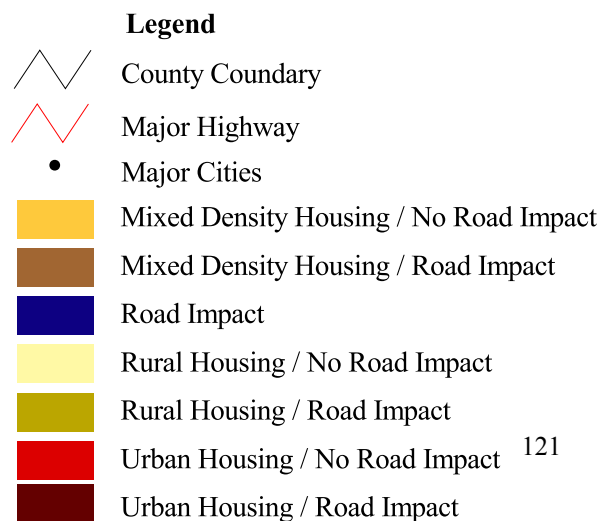 Legend
County Coundary
Major Highway
Major Cities
Mixed Density Housing / No Road Impact
Mixed Density Housing / Road Impact
Road Impact
Rural Housing / No Road Impact
Rural Housing / Road Impact
Urban Housing / No Road Impact
121
Urban Housing / Road Impact